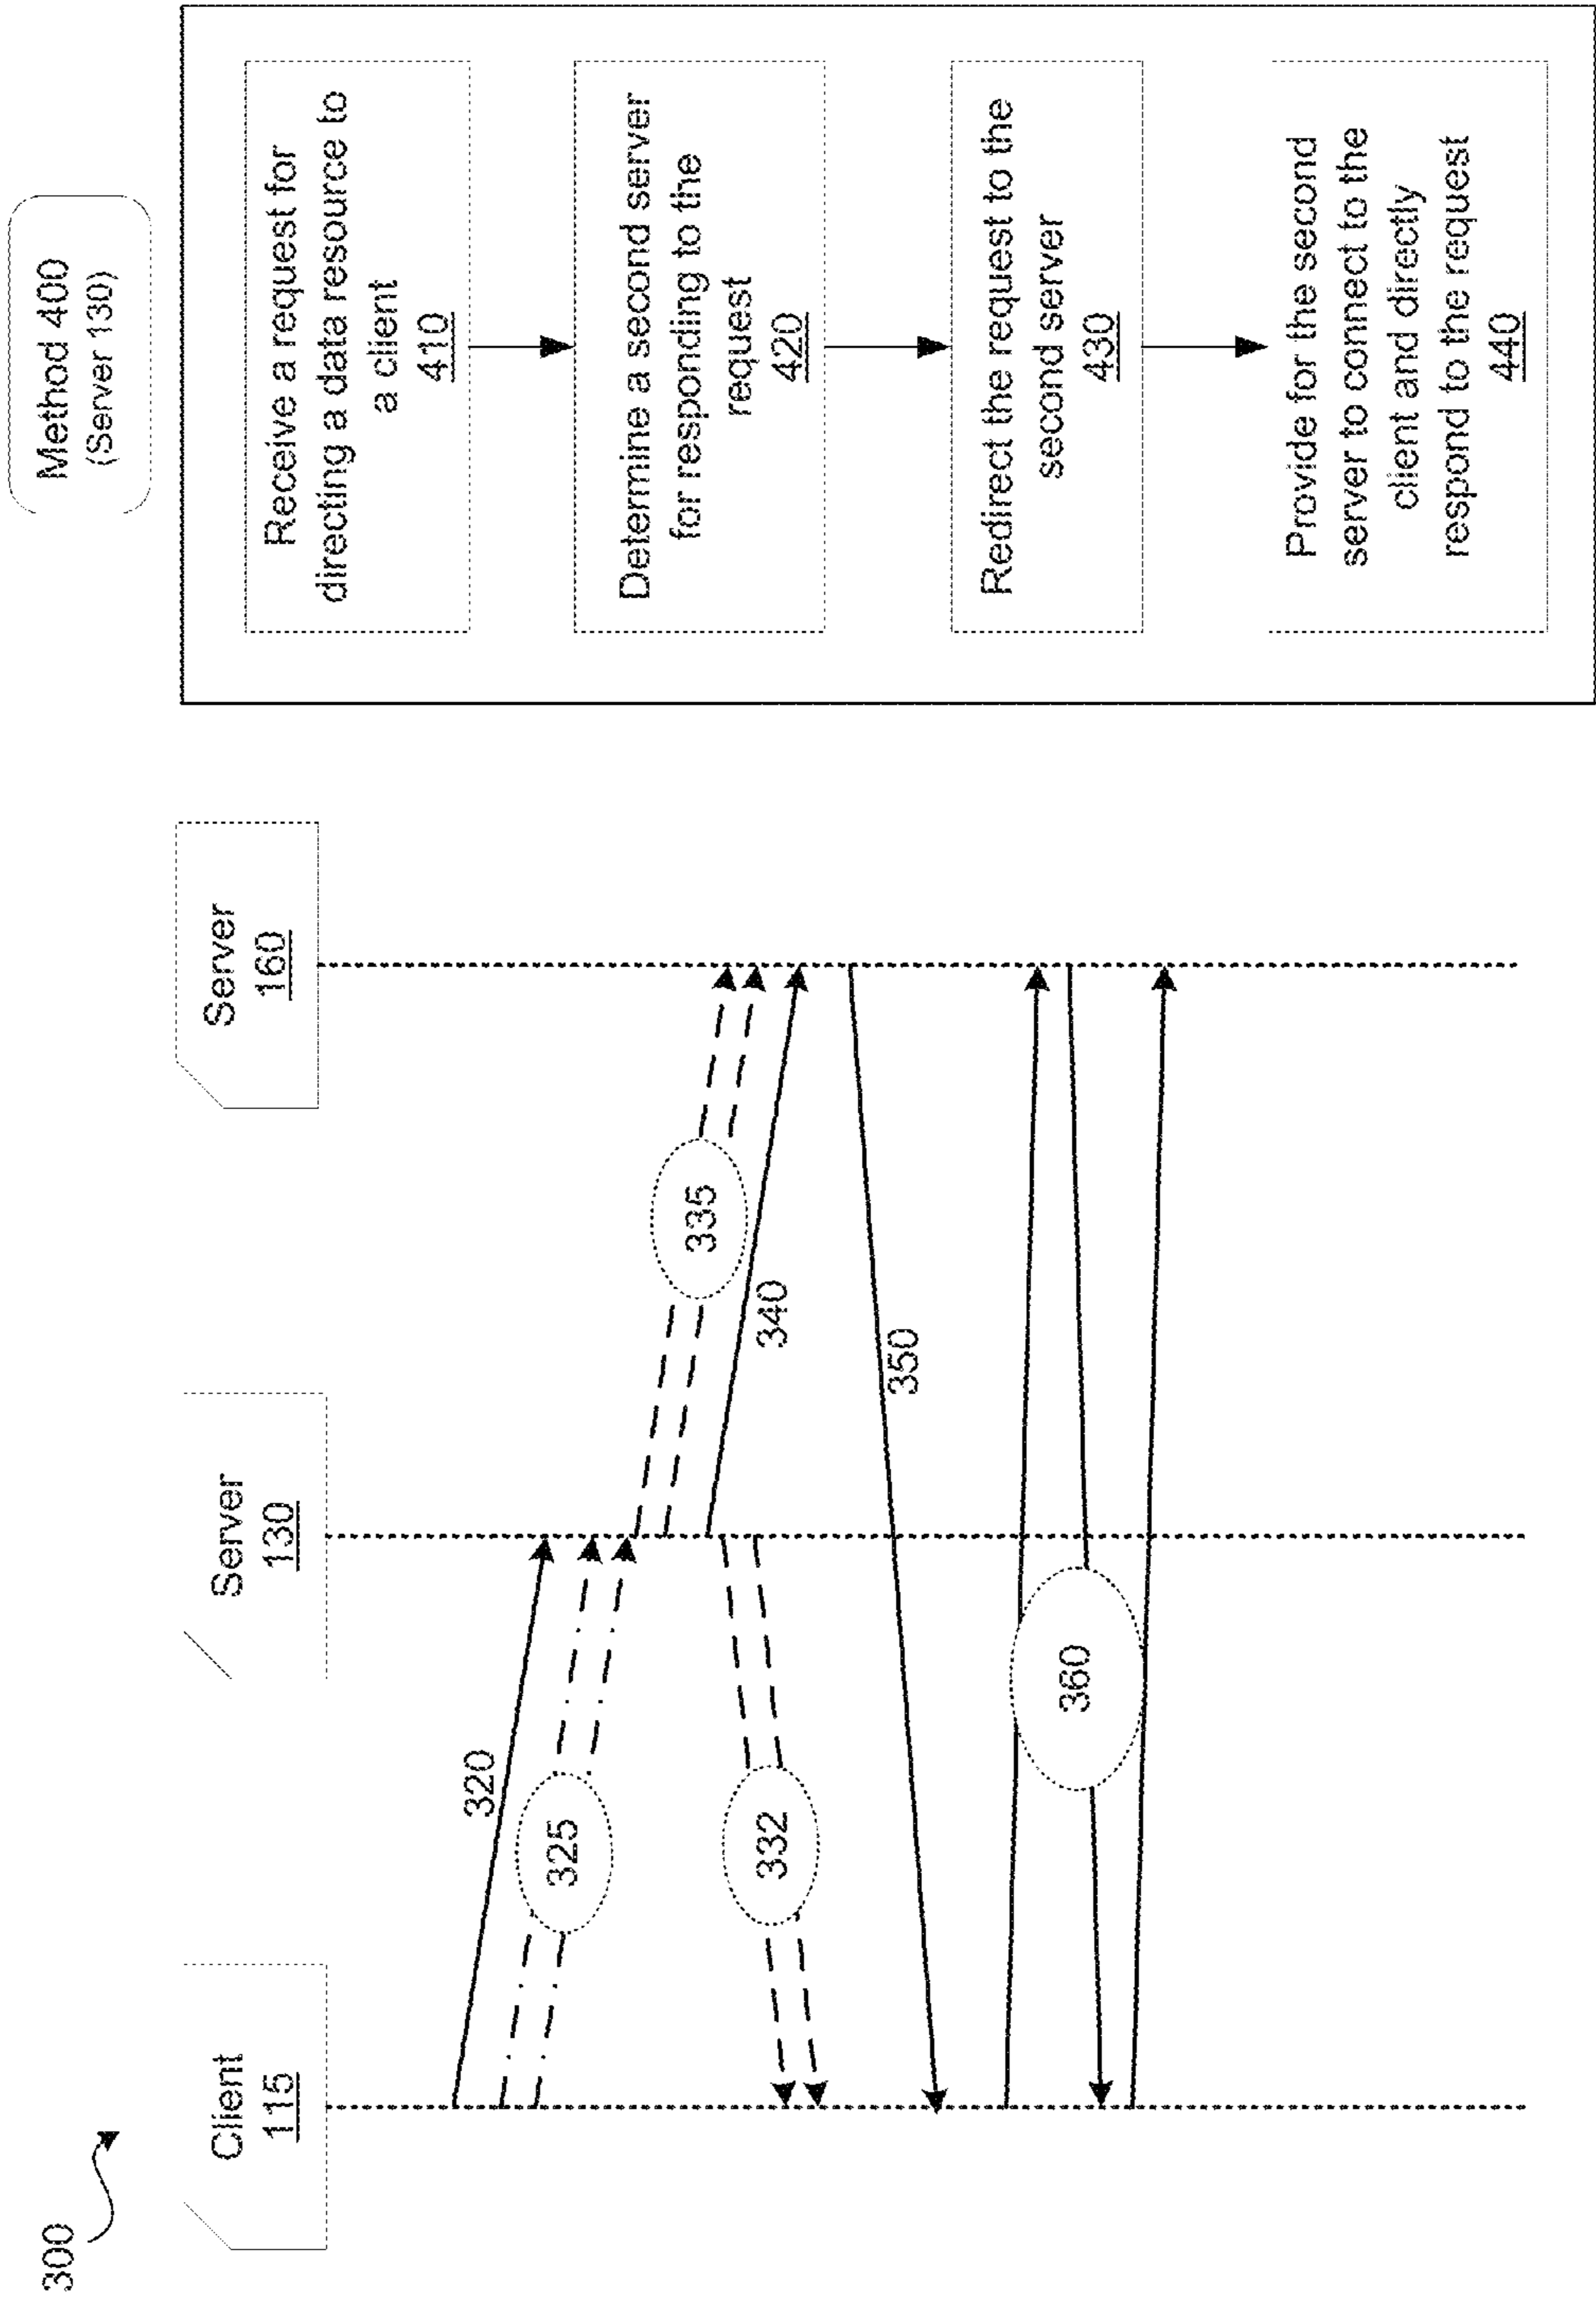 300
Client
115
Server
130
Server
160
320
325
332
335
340
350
360
Method 400
(Server 130)
Receive a request for
directing a data resource to
a client
410
Determine a second server
for responding to the
request
420
Redirect the request to the
second server
430
Provide for the second
server to connect to the
client and directly
respond to the request
440